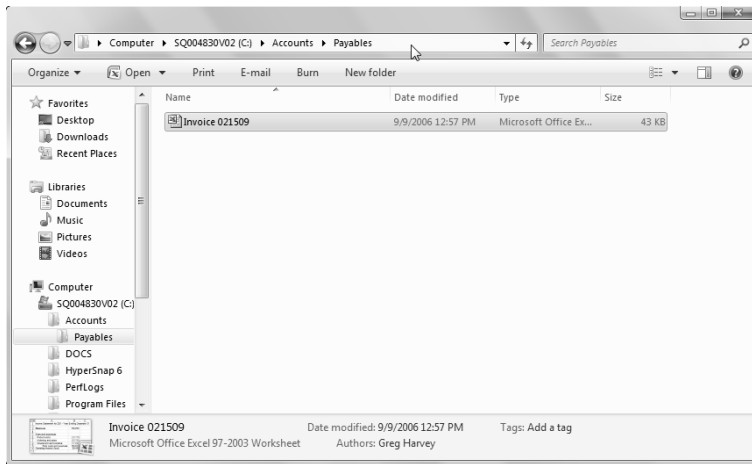 Computer ▸ SQ004830V02 (C:) ▸ Accounts ▸ Payables Search Payables
Organize Open Print E-mail Burn New folder
Favorites
Desktop
Downloads
Recent Places
Libraries
Documents
Music
Pictures
Videos
Computer
SQ004830V02 (C:)
Accounts
Payables
DOCS
HyperSnap 6
PerfLogs
Program Files
Name Date modified Type Size
Invoice 021509 9/9/2006 12:57 PM Microsoft Office Ex... 43 KB
Invoice 021509 Date modified: 9/9/2006 12:57 PM Tags: Add a tag
Microsoft Office Excel 97-2003 Worksheet Authors: Greg Harvey